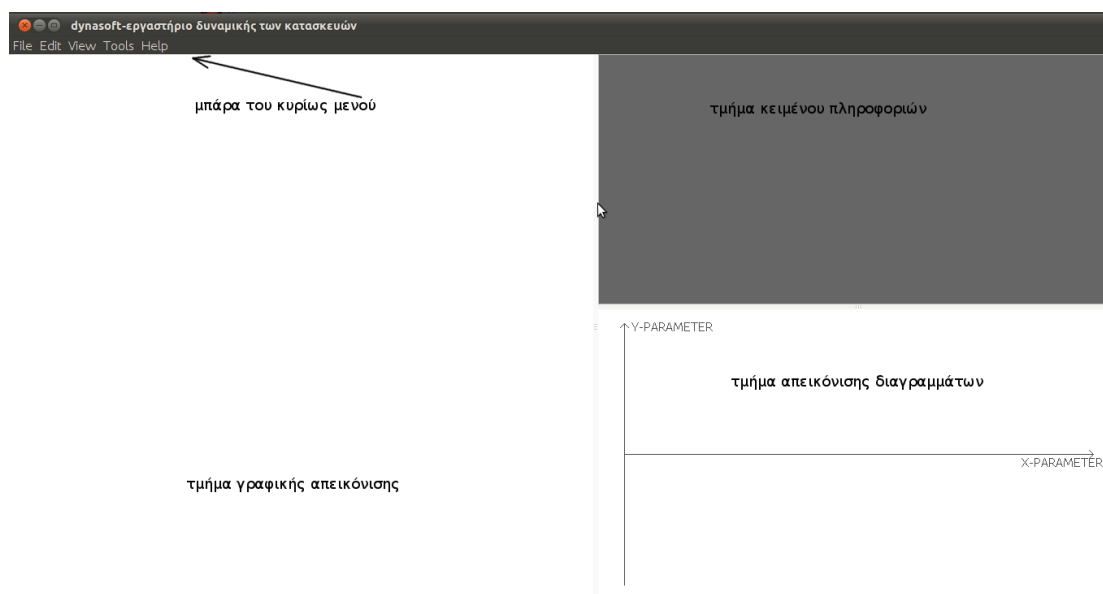 dynasoft-εργαστήριο δυναμικής των κατασκευών
File Edit View Tools Help
μπάρα του κυρίως μενού
τμήμα κειμένου πληροφοριών
Y-PARAMETER
τμήμα απεικόνισης διαγραμμάτων
X-PARAMETER
τμήμα γραφικής απεικόνισης